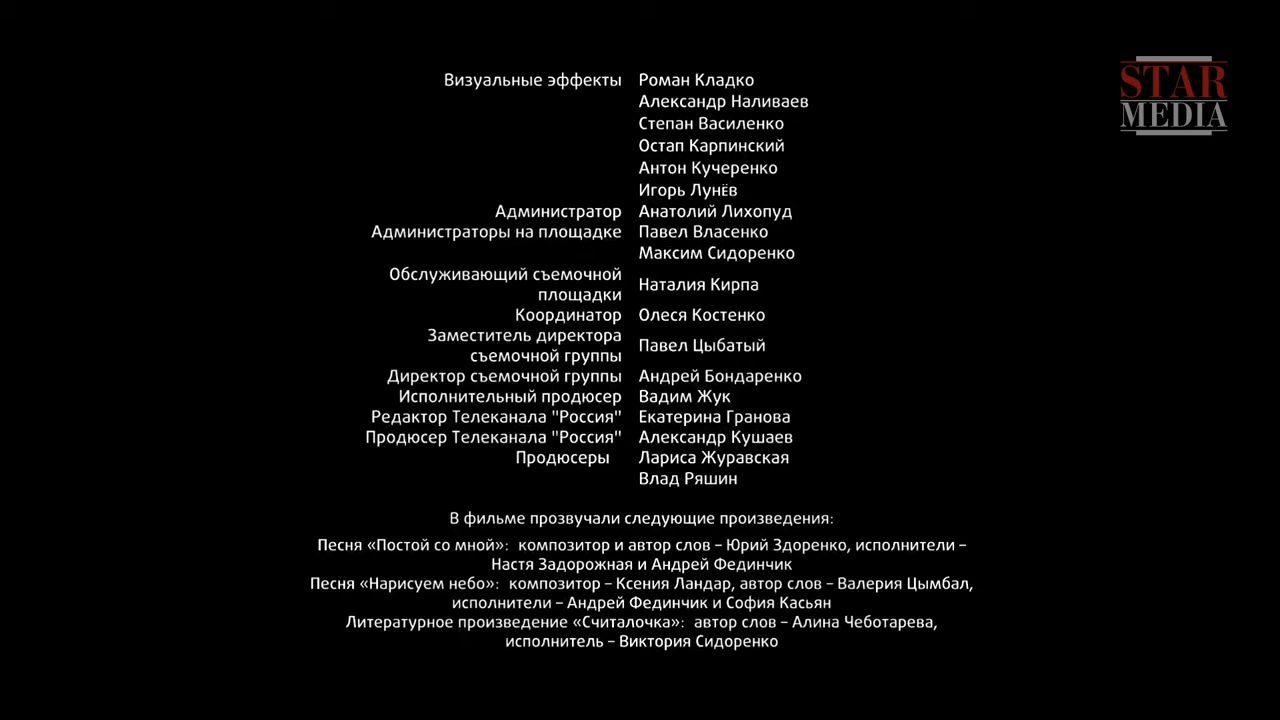 Визуальные эффекты Роман Кладко
Александр Наливаев
Степан Василенко
Остап Карпинский
Антон Кучеренко
Игорь Лунёв
Администратор Анатолий Лихопуд
Администраторы на площадке Павел Власенко
Максим Сидоренко
Обслуживающий съемочной
площадки Наталия Кирпа
Координатор Олеся Костенко
Заместитель директора
съемочной группы Павел Цыбатый
Директор съемочной группы Андрей Бондаренко
Исполнительный продюсер Вадим Жук
Редактор Телеканала "Россия" Екатерина Гранова
Продюсер Телеканала "Россия" Александр Кушаев
Продюсеры Лариса Журавская
Влад Ряшин
В фильме прозвучали следующие произведения:
Песня «Постой со мной»: композитор и автор слов – Юрий Здоренко, исполнители –
Настя Задорожная и Андрей Фединчик
Песня «Нарисуем небо»: композитор – Ксения Ландар, автор слов – Валерия Цымбал,
исполнители – Андрей Фединчик и София Касьян
Литературное произведение «Считалочка»: автор слов – Алина Чеботарева,
исполнитель – Виктория Сидоренко
STAR
MEDIA